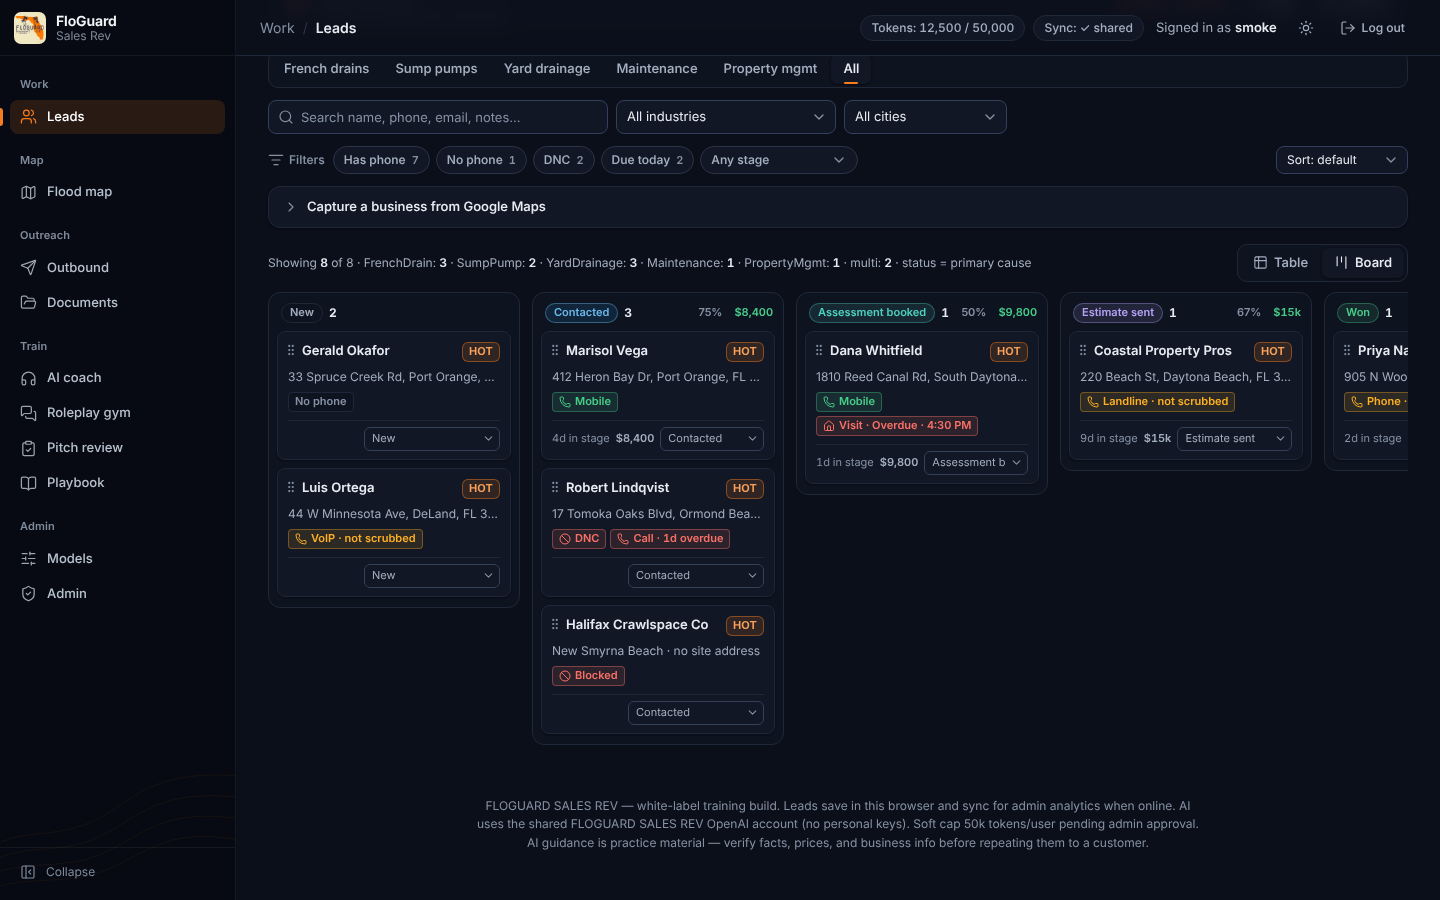 FloGuard
Sales Rev
Work / Leads
Tokens: 12,500 / 50,000
Sync: ✓ shared
Signed in as smoke
Log out
Work
Leads
Map
Flood map
Outreach
Outbound
Documents
Train
AI coach
Roleplay gym
Pitch review
Playbook
Admin
Models
Admin
Collapse
French drains
Sump pumps
Yard drainage
Maintenance
Property mgmt
All
Search name, phone, email, notes...
All industries
All cities
Filters
Has phone 7
No phone 1
DNC 2
Due today 2
Any stage
Sort: default
Capture a business from Google Maps
Showing 8 of 8 · FrenchDrain: 3 · SumpPump: 2 · YardDrainage: 3 · Maintenance: 1 · PropertyMgmt: 1 · multi: 2 · status = primary cause
Table
Board
New 2
Gerald Okafor
HOT
33 Spruce Creek Rd, Port Orange, ...
No phone
New
Luis Ortega
HOT
44 W Minnesota Ave, DeLand, FL 3...
VoIP · not scrubbed
New
Contacted 3 75% $8,400
Marisol Vega
HOT
412 Heron Bay Dr, Port Orange, FL ...
Mobile
4d in stage $8,400 Contacted
Robert Lindqvist
HOT
17 Tomoka Oaks Blvd, Ormond Bea...
DNC
Call · 1d overdue
Contacted
Halifax Crawlspace Co
HOT
New Smyrna Beach · no site address
Blocked
Contacted
Assessment booked 1 50% $9,800
Dana Whitfield
HOT
1810 Reed Canal Rd, South Daytona...
Mobile
Visit · Overdue · 4:30 PM
1d in stage $9,800 Assessment b
Estimate sent 1 67% $15k
Coastal Property Pros
HOT
220 Beach St, Daytona Beach, FL 3...
Landline · not scrubbed
9d in stage $15k Estimate sent
Won 1
Priya Na
905 N Woo
Phone ·
2d in stage
FLOGUARD SALES REV — white-label training build. Leads save in this browser and sync for admin analytics when online. AI
uses the shared FLOGUARD SALES REV OpenAI account (no personal keys). Soft cap 50k tokens/user pending admin approval.
AI guidance is practice material — verify facts, prices, and business info before repeating them to a customer.